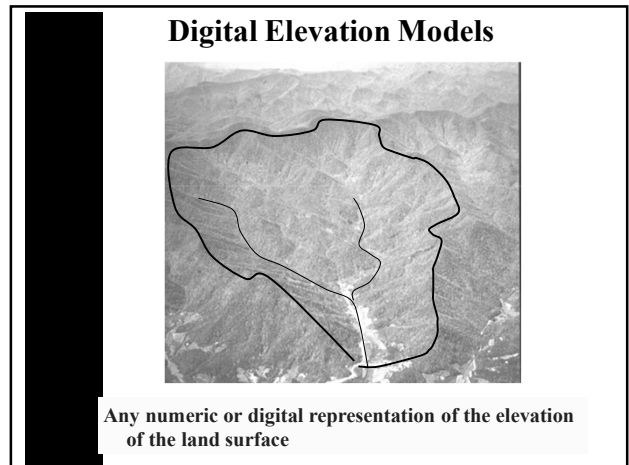 Digital Elevation Models
Any numeric or digital representation of the elevation
of the land surface